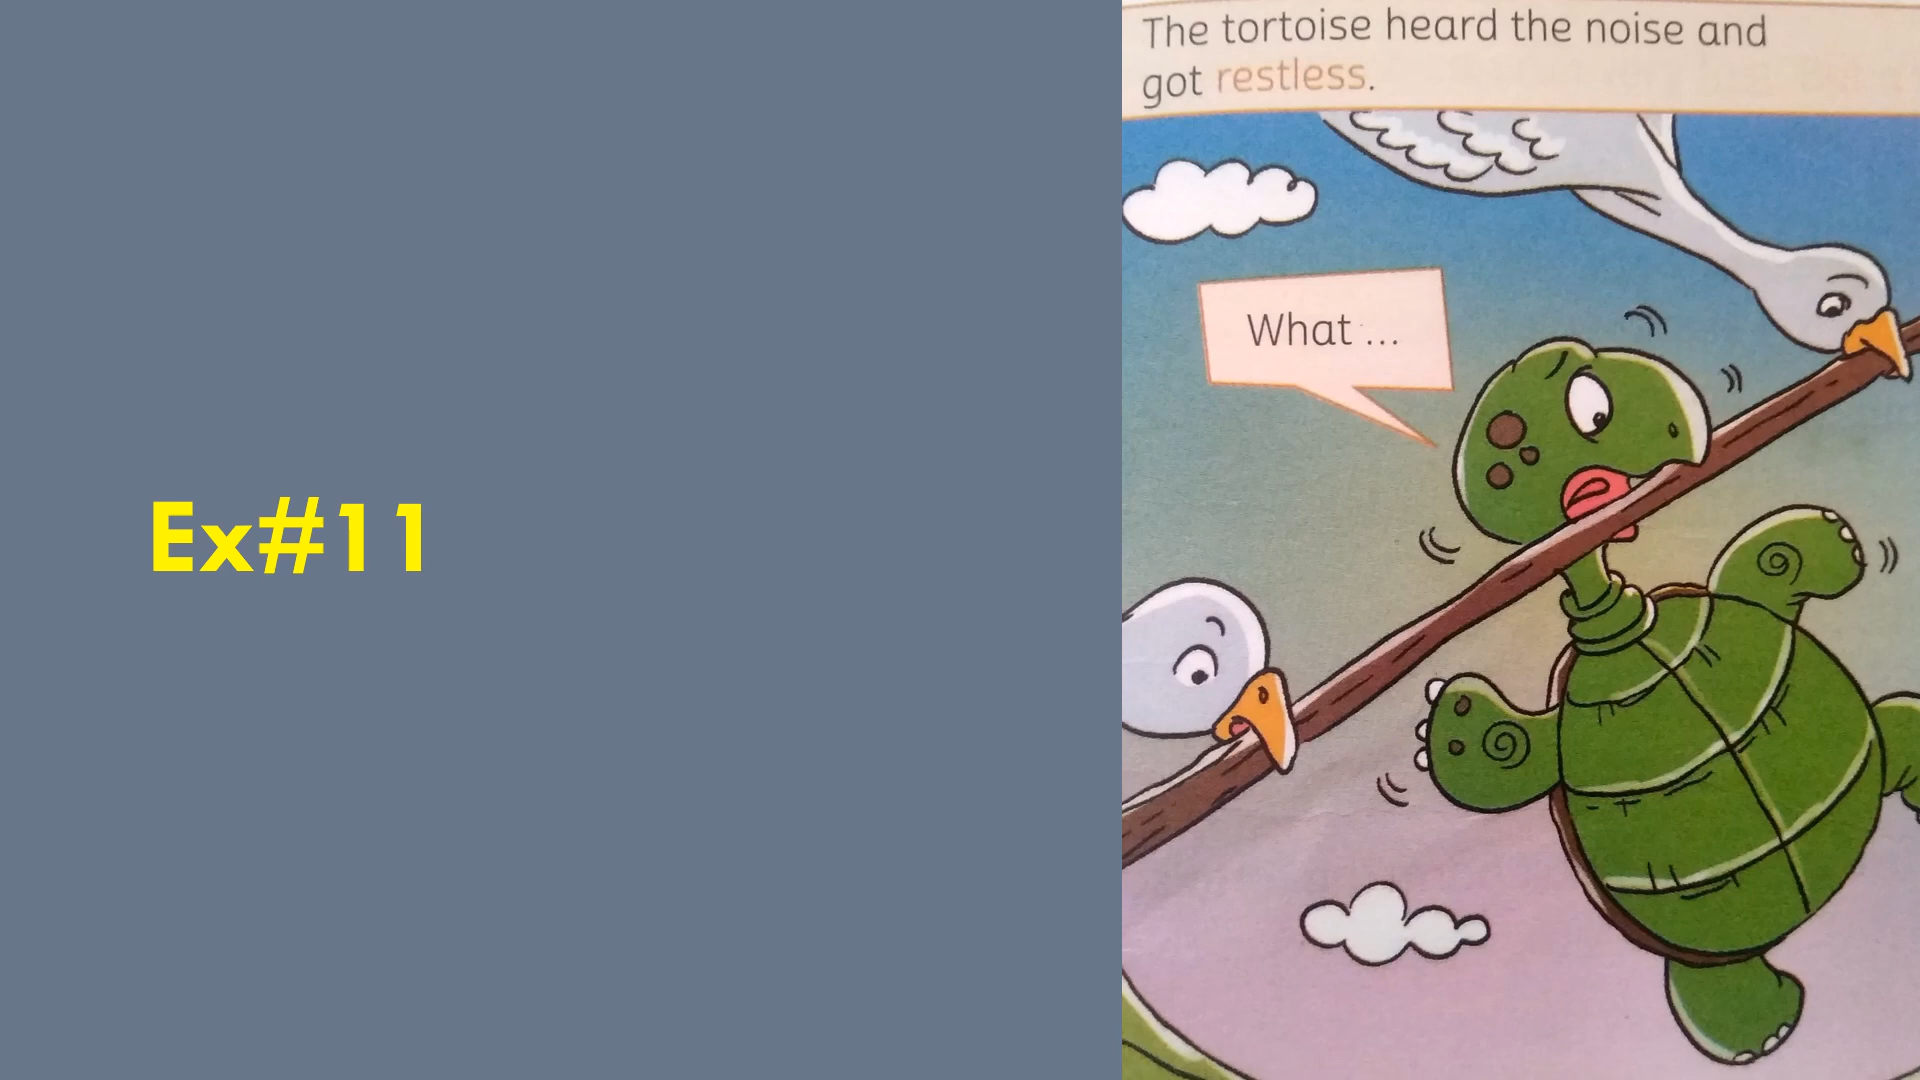 Ex#11
The tortoise heard the noise and
got restless.
What ...